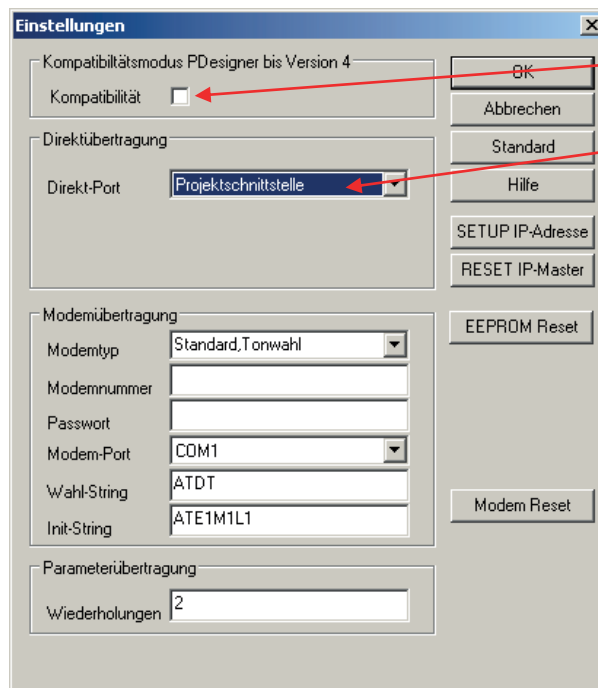 Einstellungen
Kompatibiltätsmodus PDesigner bis Version 4
Kompatibilität
OK
Abbrechen
Standard
Hilfe
SETUP IP-Adresse
RESET IP-Master
EEPROM Reset
Modem Reset
Direktübertragung
Direkt-Port Projektschnittstelle
Modemübertragung
Modemtyp Standard,Tonwahl
Modemnummer
Passwort
Modem-Port COM1
Wahl-String ATDT
Init-String ATE1M1L1
Parameterübertragung
Wiederholungen 2